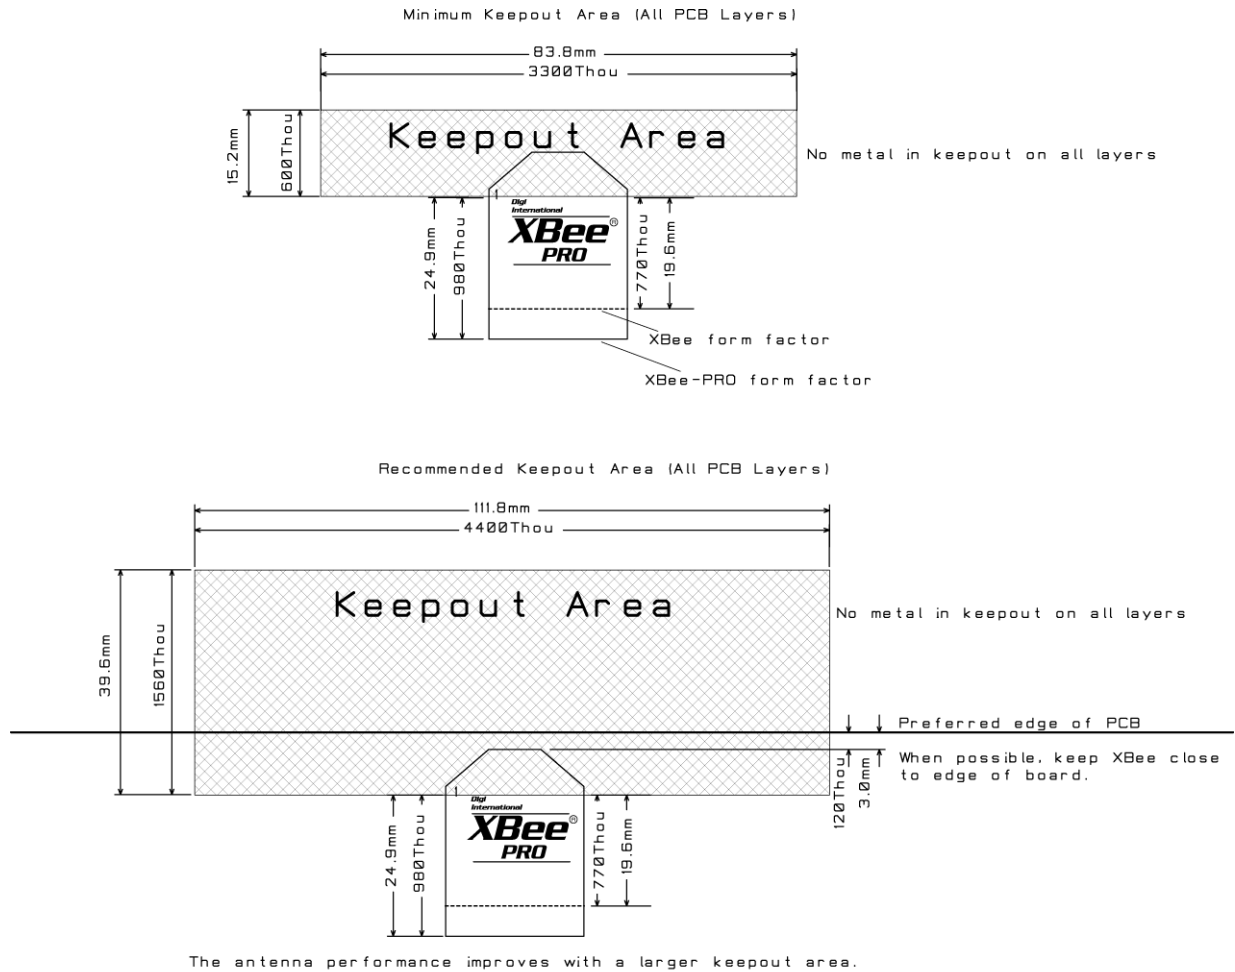 Minimum Keepout Area (All PCB Layers)
83.8mm
3300Thou
Keepout Area
15.2mm
600Thou
No metal in keepout on all layers
1
Digi
International
XBee®
PRO
24.9mm
980Thou
770Thou
19.6mm
XBee form factor
XBee-PRO form factor
Recommended Keepout Area (All PCB Layers)
111.8mm
4400Thou
Keepout Area
No metal in keepout on all layers
39.6mm
1560Thou
Preferred edge of PCB
When possible, keep XBee close
to edge of board.
120Thou
3.0mm
1
Digi
International
XBee®
PRO
24.9mm
980Thou
770Thou
19.6mm
The antenna performance improves with a larger keepout area.